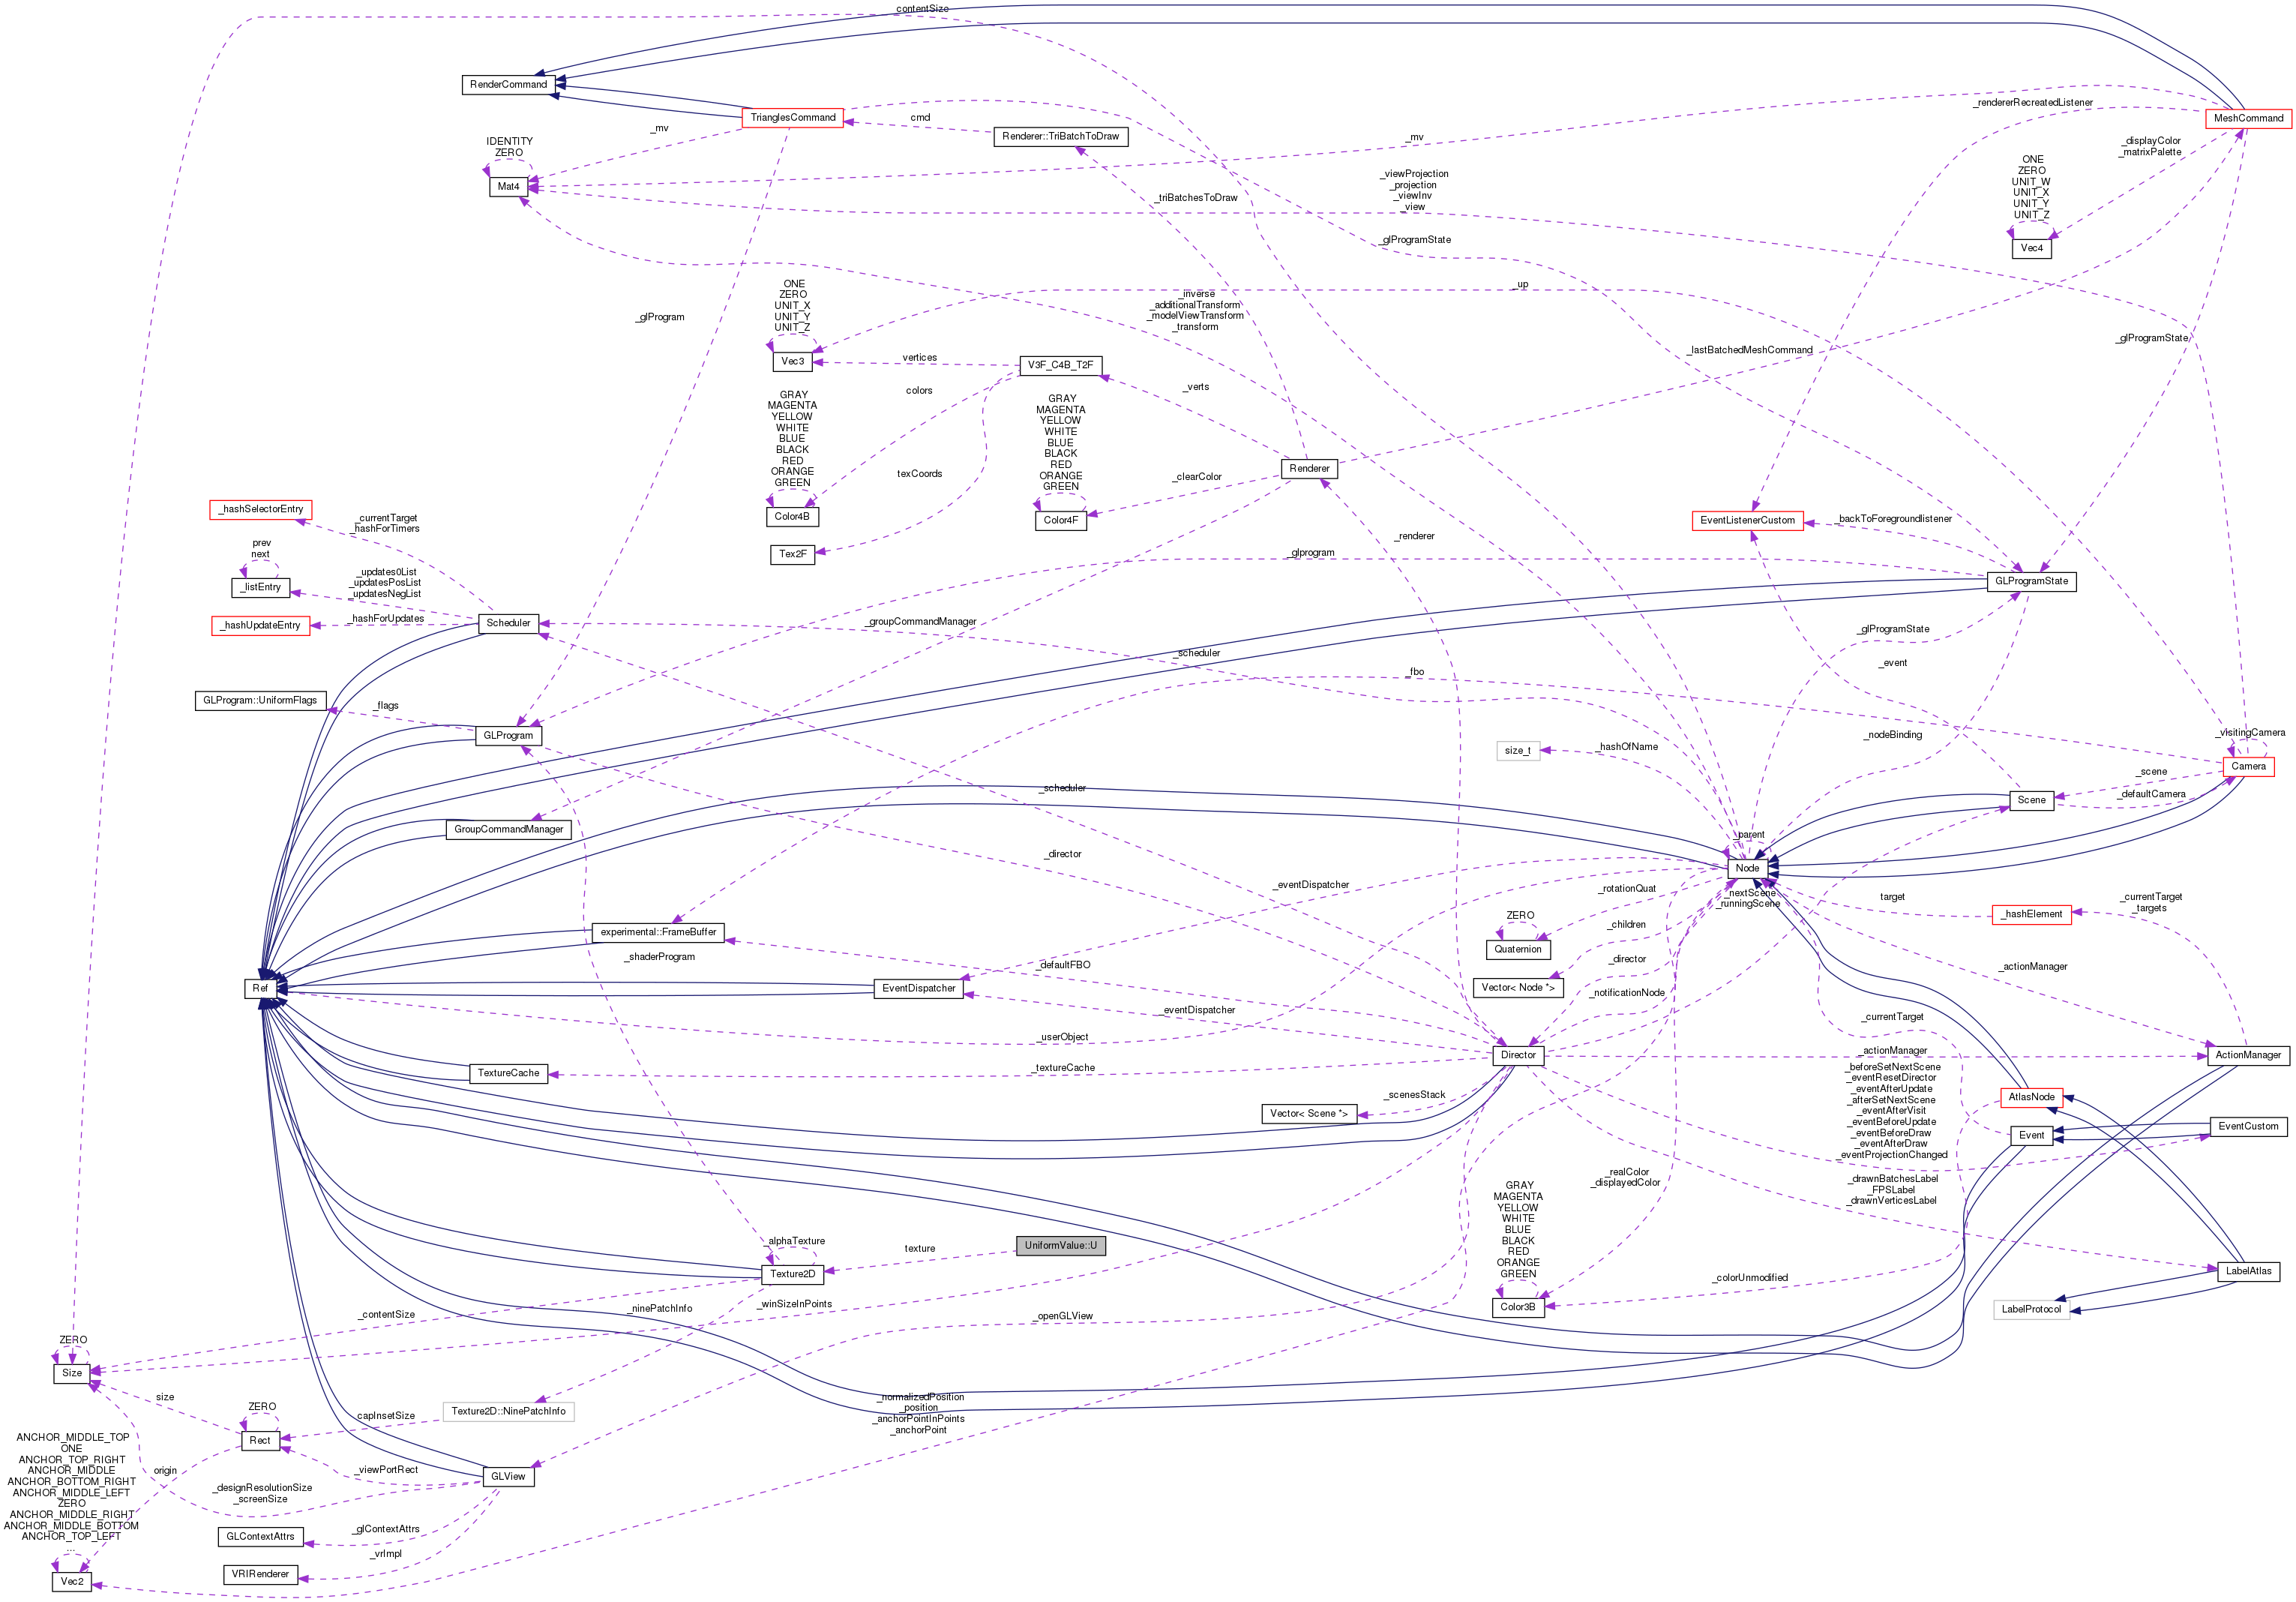 contentSize
RenderCommand
TrianglesCommand
cmd
Renderer::TriBatchToDraw
_rendererRecreatedListener
MeshCommand
_mv
IDENTITY
ZERO
Mat4
_mv
_displayColor
_matrixPalette
_viewProjection
_projection
_viewInv
_view
ONE
ZERO
UNIT_W
UNIT_X
UNIT_Y
UNIT_Z
Vec4
_triBatchesToDraw
_glProgramState
ONE
ZERO
UNIT_X
UNIT_Y
UNIT_Z
Vec3
_inverse
_additionalTransform
_modelViewTransform
_transform
_up
_glProgram
_glProgramState
_lastBatchedMeshCommand
vertices
V3F_C4B_T2F
colors
_verts
GRAY
MAGENTA
YELLOW
WHITE
BLUE
BLACK
RED
ORANGE
GREEN
Color4B
GRAY
MAGENTA
YELLOW
WHITE
BLUE
BLACK
RED
ORANGE
GREEN
Color4F
texCoords
_clearColor
Renderer
Tex2F
_hashSelectorEntry
_currentTarget
_hashForTimers
EventListenerCustom
_backToForegroundlistener
_renderer
_glprogram
prev
next
_listEntry
_updates0List
_updatesPosList
_updatesNegList
GLProgramState
_hashUpdateEntry
_hashForUpdates
Scheduler
_groupCommandManager
_glProgramState
_scheduler
_fbo
_event
GLProgram::UniformFlags
_flags
GLProgram
_nodeBinding
_visitingCamera
size_t
_hashOfName
Camera
_scene
_defaultCamera
Scene
_scheduler
GroupCommandManager
_parent
_director
Node
_eventDispatcher
_rotationQuat
_nextScene
_runningScene
target
_currentTarget
_targets
_hashElement
ZERO
Quaternion
_children
experimental::FrameBuffer
_shaderProgram
_defaultFBO
_director
_actionManager
Ref
EventDispatcher
Vector< Node *>
_notificationNode
_eventDispatcher
_currentTarget
_userObject
Director
_actionManager
ActionManager
TextureCache
_textureCache
_beforeSetNextScene
_eventResetDirector
_eventAfterUpdate
_afterSetNextScene
_eventAfterVisit
_eventBeforeUpdate
_eventBeforeDraw
_eventAfterDraw
_eventProjectionChanged
AtlasNode
_scenesStack
Vector< Scene *>
Event
EventCustom
_realColor
_displayedColor
_drawnBatchesLabel
_FPSLabel
_drawnVerticesLabel
GRAY
MAGENTA
YELLOW
WHITE
BLUE
BLACK
RED
ORANGE
GREEN
Color3B
_alphaTexture
texture
UniformValue::U
Texture2D
_colorUnmodified
LabelAtlas
LabelProtocol
_contentSize
_ninePatchInfo
_winSizeInPoints
_openGLView
ZERO
Size
size
capInsetSize
Texture2D::NinePatchInfo
_normalizedPosition
_position
_anchorPointInPoints
_anchorPoint
ZERO
Rect
ANCHOR_MIDDLE_TOP
ONE
ANCHOR_TOP_RIGHT
ANCHOR_MIDDLE
ANCHOR_BOTTOM_RIGHT
ANCHOR_MIDDLE_LEFT
ZERO
ANCHOR_MIDDLE_RIGHT
ANCHOR_MIDDLE_BOTTOM
ANCHOR_TOP_LEFT
...
Vec2
origin
_viewPortRect
GLView
_designResolutionSize
_screenSize
GLContextAttrs
_glContextAttrs
VRIRenderer
_vrImpl